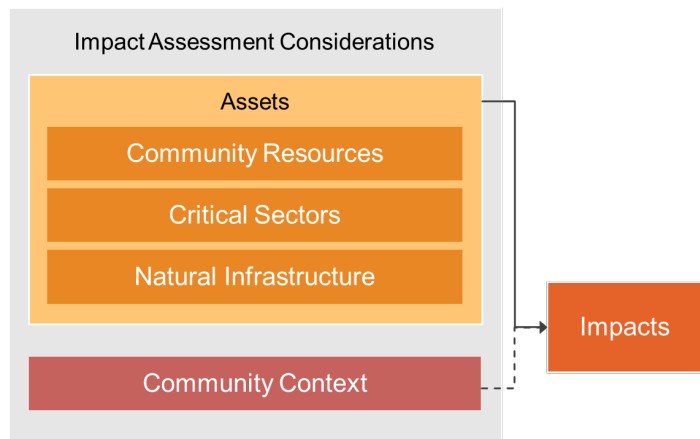 Impact Assessment Considerations
Assets
Community Resources
Critical Sectors
Natural Infrastructure
Impacts
Community Context